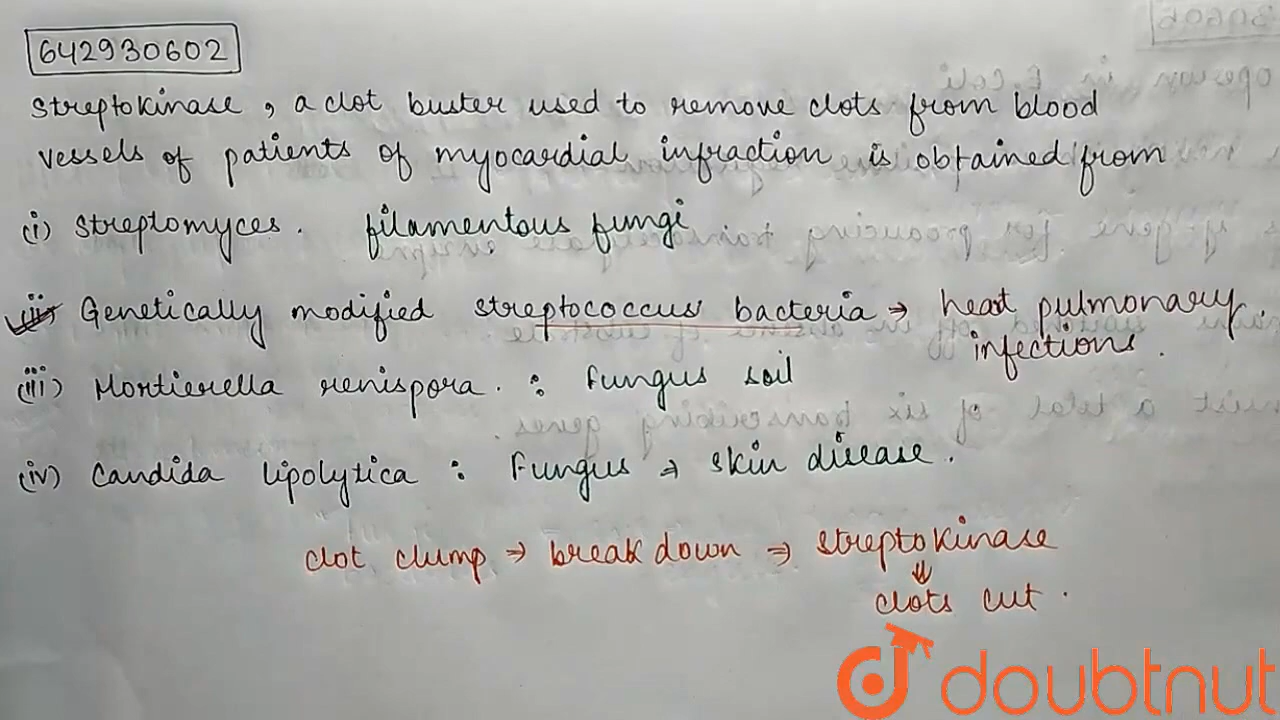 642930602
Streptokinase, a clot buster used to remove clots from blood
vessels of patients of myocardial infraction is obtained from
(i) Streptomyces. filamentous fungi
(ii) Genetically modified streptococcus bacteria → heat pulmonary
infections.
(iii) Mortierella renispora. : Fungus soil
(iv) Candida lipolytica : Fungus → skin disease.
clot clump → break down ⇒ streptokinase
⇓
clots cut.
doubtnut